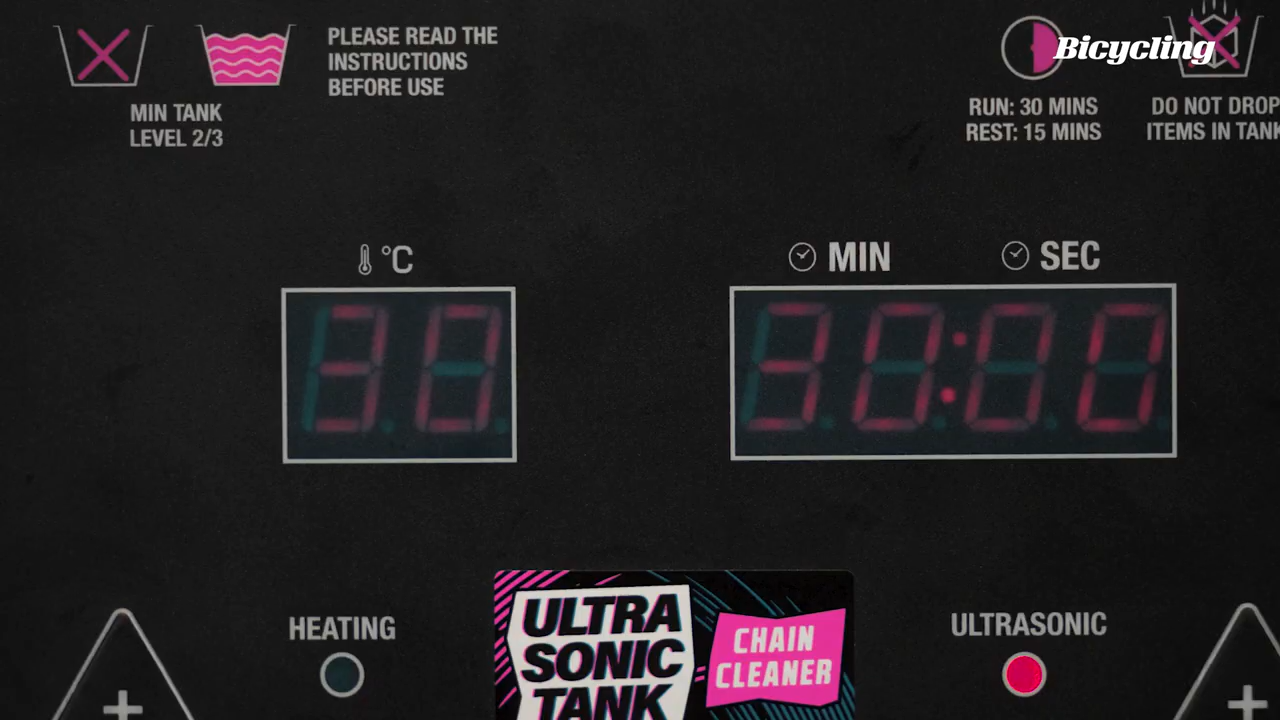 PLEASE READ THE
INSTRUCTIONS
BEFORE USE
MIN TANK
LEVEL 2/3
Bicycling
RUN: 30 MINS
REST: 15 MINS
DO NOT DROP
ITEMS IN TANK
°C
MIN
SEC
30
30:00
HEATING
ULTRA
SONIC
TANK
CHAIN
CLEANER
ULTRASONIC
+
+